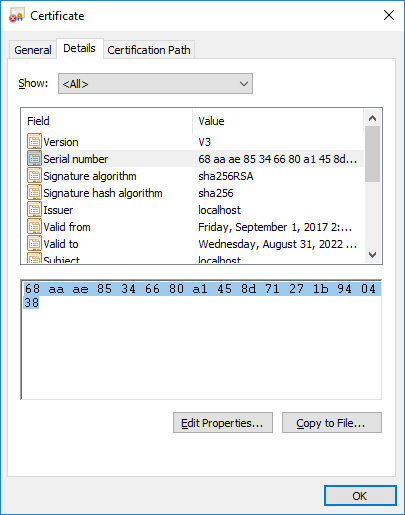 Certificate
General Details Certification Path
Show: <All>
Field Value
Version V3
Serial number 68 aa ae 85 34 66 80 a1 45 8d...
Signature algorithm sha256RSA
Signature hash algorithm sha256
Issuer localhost
Valid from Friday, September 1, 2017 2:...
Valid to Wednesday, August 31, 2022 ...
Subject localhost
68 aa ae 85 34 66 80 a1 45 8d 71 27 1b 94 04
38
Edit Properties... Copy to File...
OK